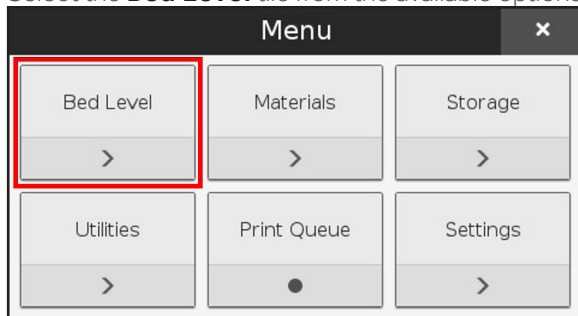 Select the Bed Level tile from the available options
Menu ×
Bed Level Materials Storage
> > >
Utilities Print Queue Settings
> ● >